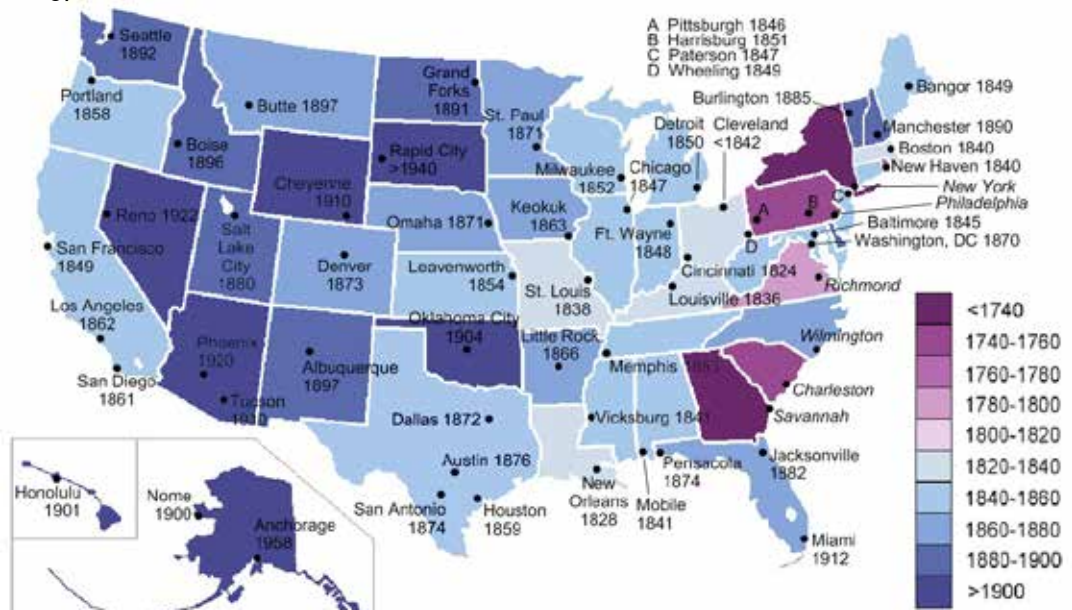 A Pittsburgh 1846
B Harrisburg 1851
C Paterson 1847
D Wheeling 1849
Seattle
1892
Portland
1858
Butte 1897
Boise
1896
Grand
Forks
1891
St. Paul
1871
Rapid City
>1940
Cheyenne
1910
Burlington 1885
Bangor 1849
Manchester 1890
Boston 1840
New Haven 1840
New York
Philadelphia
Baltimore 1845
Washington, DC 1870
Detroit
1850
Cleveland
<1842
Milwaukee
1852
Chicago
1847
Reno 1922
Salt
Lake
City
1880
Omaha 1871
Keokuk
1863
Ft. Wayne
1848
A
B
C
D
San Francisco
1849
Denver
1873
Leavenworth
1854
St. Louis
1838
Cincinnati 1824
Louisville 1836
Richmond
Los Angeles
1862
Oklahoma City
1904
Little Rock
1866
Memphis
Wilmington
Phoenix
1920
Albuquerque
1897
Charleston
San Diego
1861
Tucson
1910
Dallas 1872
Vicksburg 1841
Savannah
Austin 1876
San Antonio
1874
Houston
1859
New
Orleans
1828
Mobile
1841
Pensacola
1874
Jacksonville
1882
Miami
1912
Honolulu
1901
Nome
1900
Anchorage
1958
<1740
1740-1760
1760-1780
1780-1800
1800-1820
1820-1840
1840-1860
1860-1880
1880-1900
>1900